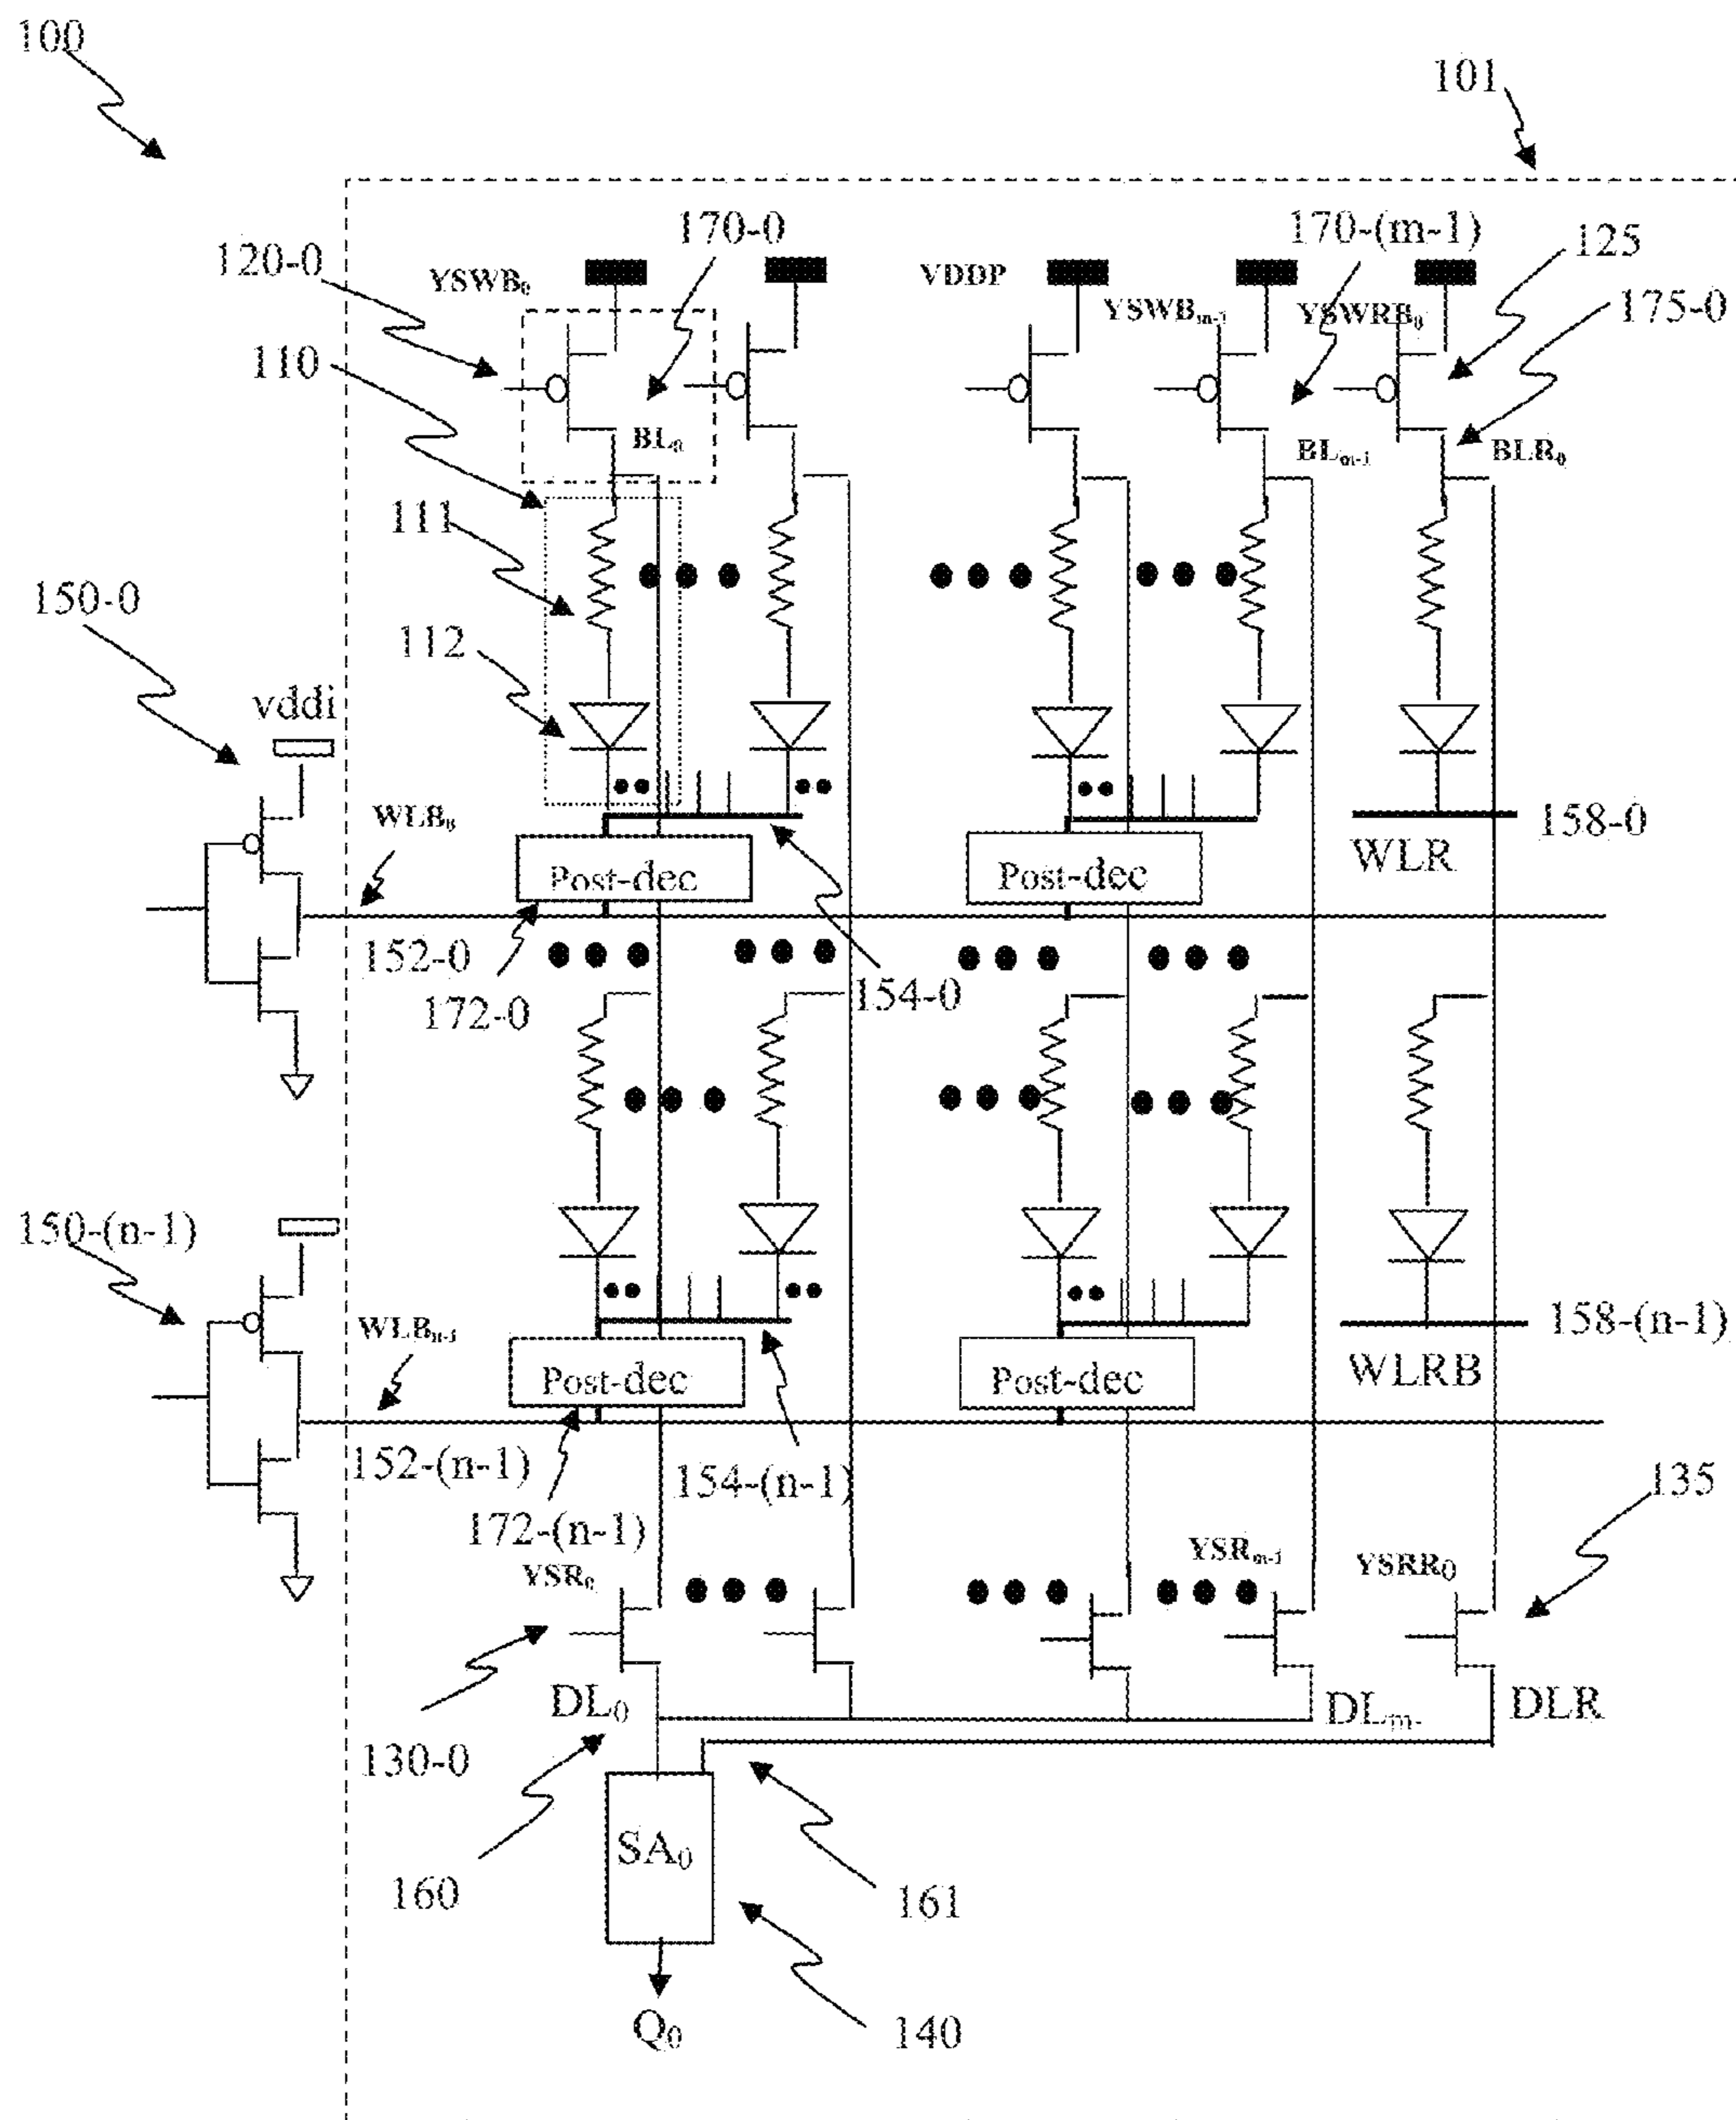 100
101
170-0
170-(m-1)
125
120-0
YSWB₀
VDDP
YSWBₘ₋₁
YSWRB₀
175-0
110
BL₀
BLₘ₋₁
BLR₀
111
150-0
112
vddi
WLB₀
158-0
Post-dec
Post-dec
WLR
152-0
172-0
154-0
150-(n-1)
WLBₙ₋₁
158-(n-1)
Post-dec
Post-dec
WLRB
152-(n-1)
154-(n-1)
172-(n-1)
135
YSR₀
YSRₘ₋₁
YSRR₀
DL₀
DLₘ₋
DLR
130-0
SA₀
160
161
Q₀
140